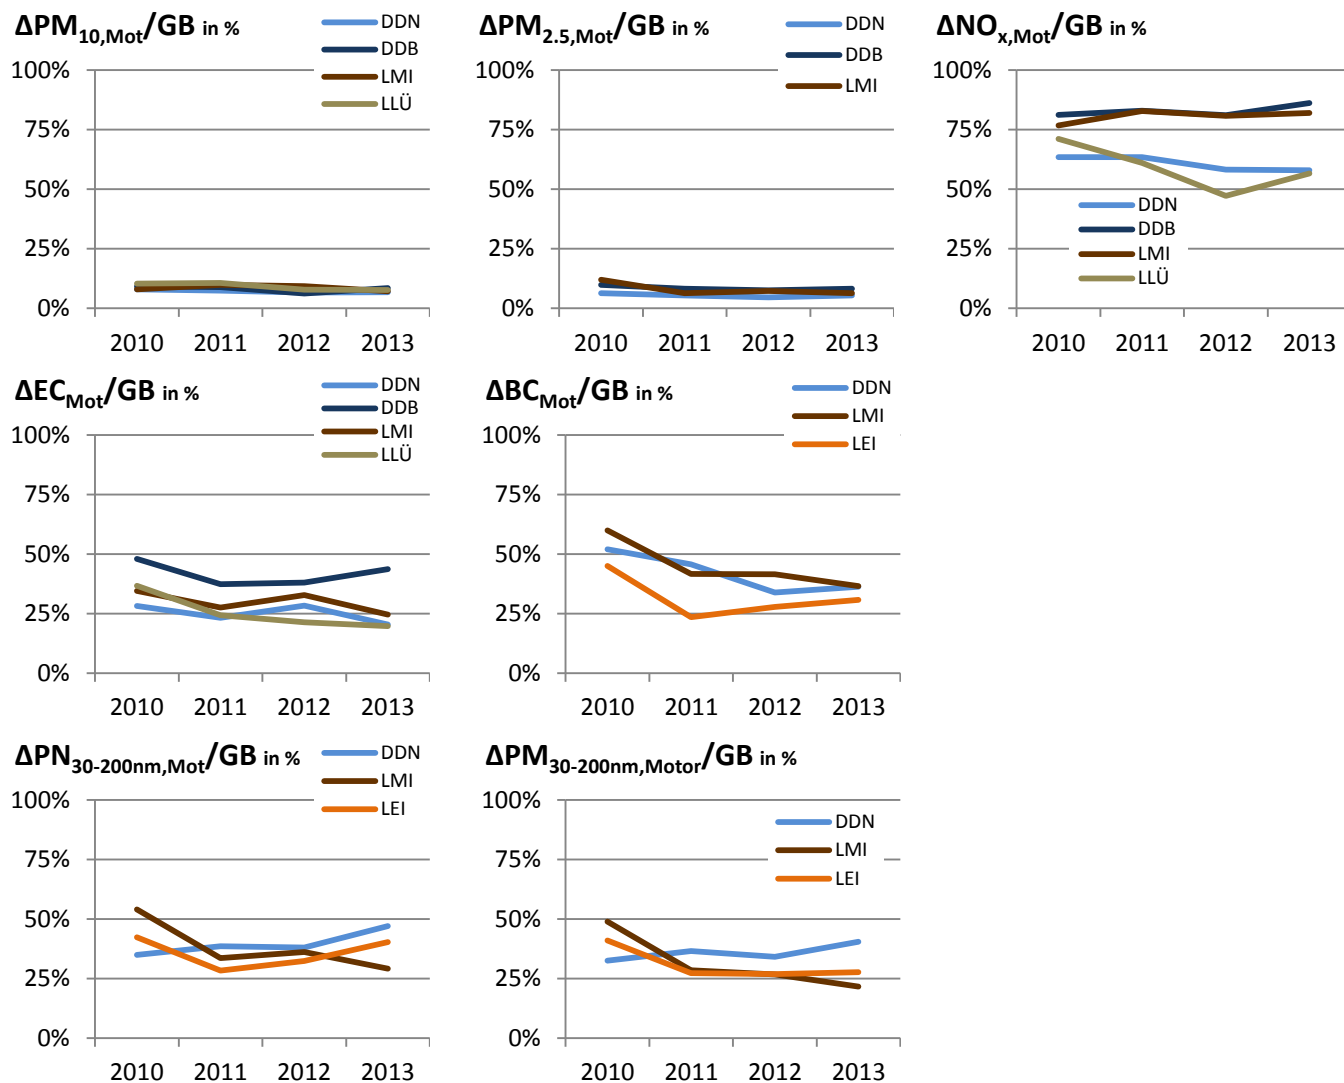 ΔPM10,Mot/GB in %
DDN
DDB
LMI
LLÜ
100%
75%
50%
25%
0%
2010 2011 2012 2013
ΔPM2.5,Mot/GB in %
DDN
DDB
LMI
100%
75%
50%
25%
0%
2010 2011 2012 2013
ΔNOx,Mot/GB in %
100%
75%
50%
25%
0%
DDN
DDB
LMI
LLÜ
2010 2011 2012 2013
ΔECMot/GB in %
DDN
DDB
LMI
LLÜ
100%
75%
50%
25%
0%
2010 2011 2012 2013
ΔBCMot/GB in %
DDN
LMI
LEI
100%
75%
50%
25%
0%
2010 2011 2012 2013
ΔPN30-200nm,Mot/GB in %
DDN
LMI
LEI
100%
75%
50%
25%
0%
2010 2011 2012 2013
ΔPM30-200nm,Motor/GB in %
DDN
LMI
LEI
100%
75%
50%
25%
0%
2010 2011 2012 2013